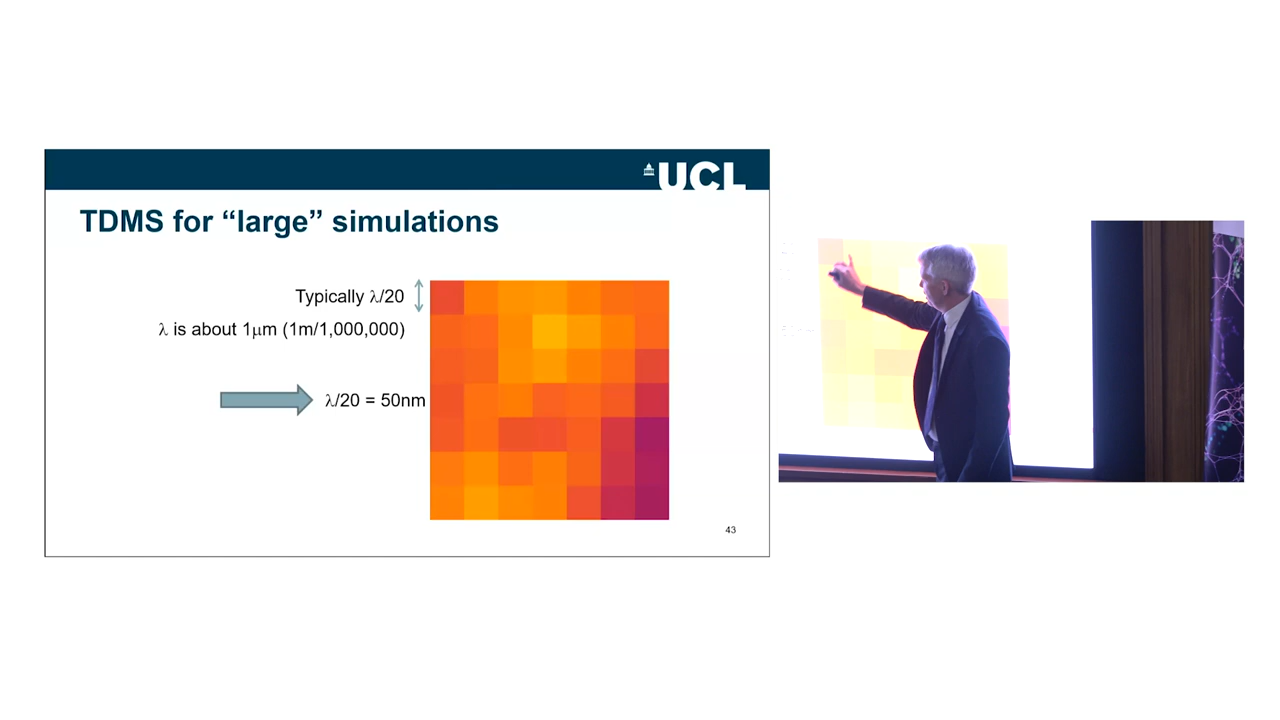 UCL
TDMS for “large” simulations
Typically λ/20
λ is about 1μm (1m/1,000,000)
λ/20 = 50nm
43